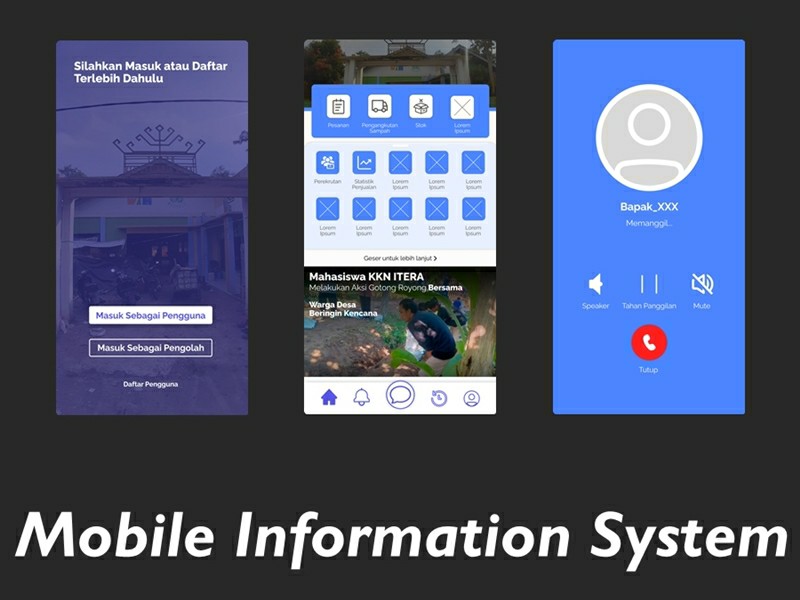 Silahkan Masuk atau Daftar
Terlebih Dahulu
Masuk Sebagai Pengguna
Masuk Sebagai Pengolah
Daftar Pengguna
Pesanan
Pengangkutan
Sampah
Stok
Lorem
Ipsum
Perekrutan
Statistik
Penjualan
Lorem
Ipsum
Lorem
Ipsum
Lorem
Ipsum
Lorem
Ipsum
Lorem
Ipsum
Lorem
Ipsum
Lorem
Ipsum
Lorem
Ipsum
Geser untuk lebih lanjut
Mahasiswa KKN ITERA
Melakukan Aksi Gotong Royong Bersama
Warga Desa
Beringin Kencana
Bapak_XXX
Memanggil..
Speaker
Tahan Panggilan
Mute
Tutup
Mobile Information System